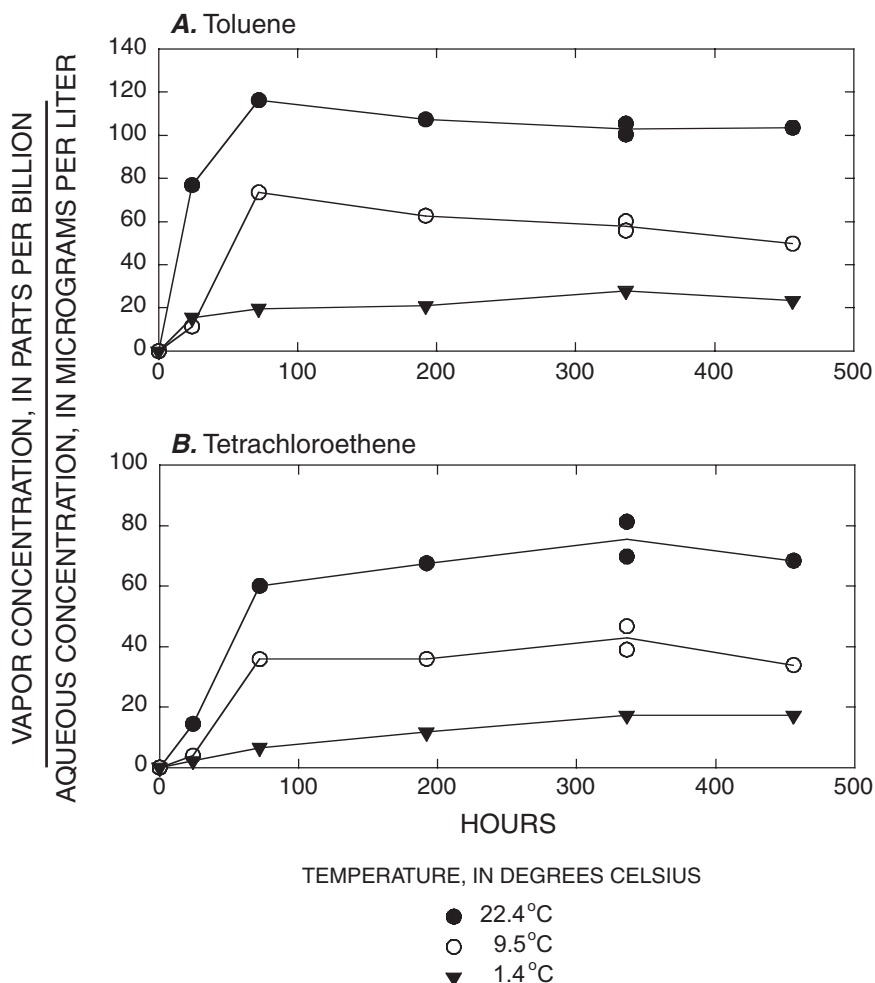 A. Toluene
140
120
100
80
60
40
20
0
0 100 200 300 400 500
B. Tetrachloroethene
100
80
60
40
20
0
0 100 200 300 400 500
HOURS
VAPOR CONCENTRATION, IN PARTS PER BILLION
AQUEOUS CONCENTRATION, IN MICROGRAMS PER LITER
TEMPERATURE, IN DEGREES CELSIUS
22.4°C
9.5°C
1.4°C